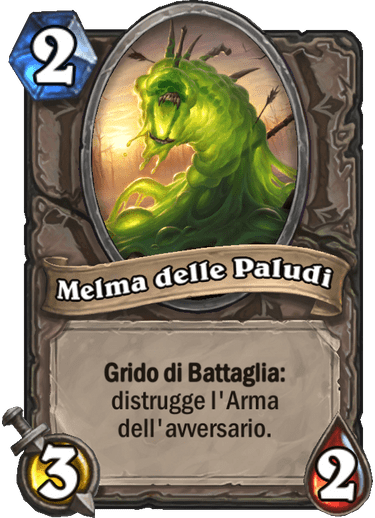 2
Melma delle Paludi
Grido di Battaglia:
distrugge l'Arma
dell'avversario.
3
2